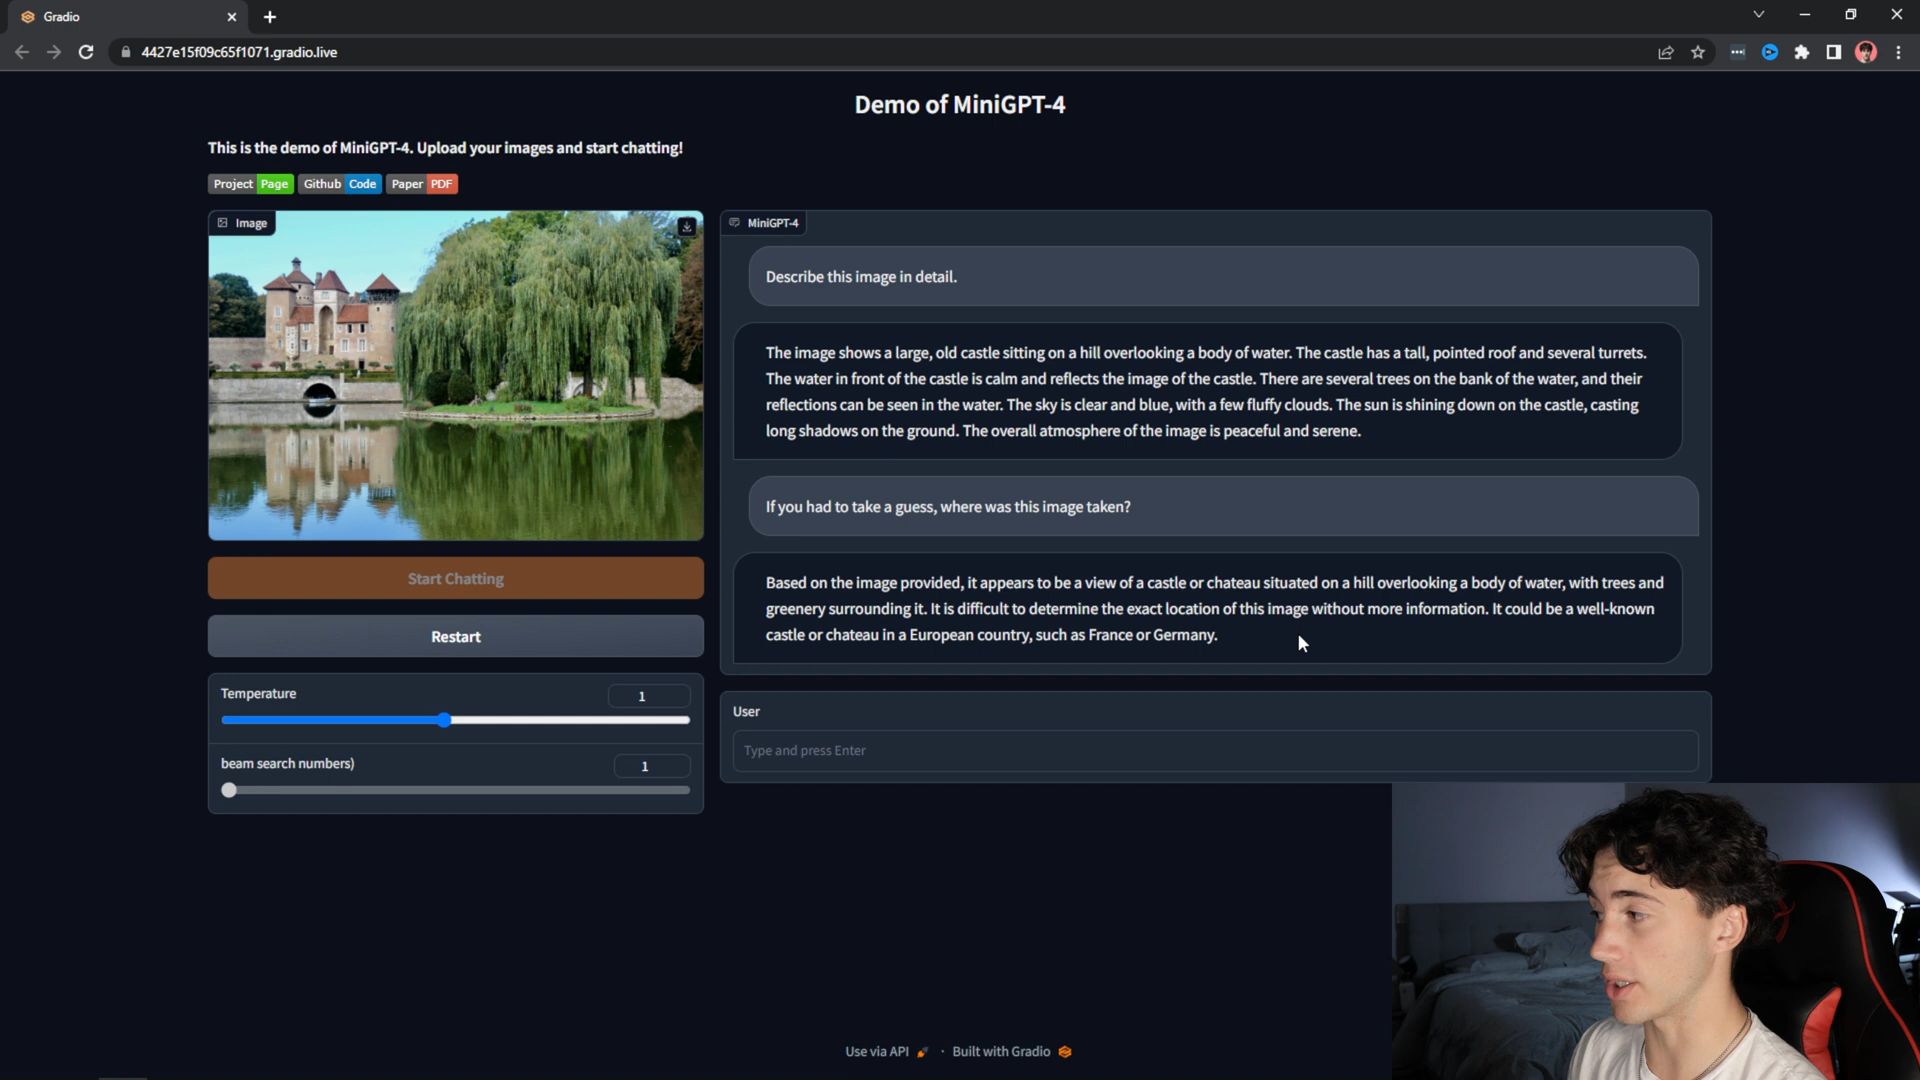 Gradio
4427e15f09c65f1071.gradio.live
Demo of MiniGPT-4
This is the demo of MiniGPT-4. Upload your images and start chatting!
Project Page Github Code Paper PDF
Image
MiniGPT-4
Describe this image in detail.
The image shows a large, old castle sitting on a hill overlooking a body of water. The castle has a tall, pointed roof and several turrets.
The water in front of the castle is calm and reflects the image of the castle. There are several trees on the bank of the water, and their
reflections can be seen in the water. The sky is clear and blue, with a few fluffy clouds. The sun is shining down on the castle, casting
long shadows on the ground. The overall atmosphere of the image is peaceful and serene.
If you had to take a guess, where was this image taken?
Based on the image provided, it appears to be a view of a castle or chateau situated on a hill overlooking a body of water, with trees and
greenery surrounding it. It is difficult to determine the exact location of this image without more information. It could be a well-known
castle or chateau in a European country, such as France or Germany.
Start Chatting
Restart
Temperature
1
beam search numbers)
1
User
Type and press Enter
Use via API · Built with Gradio